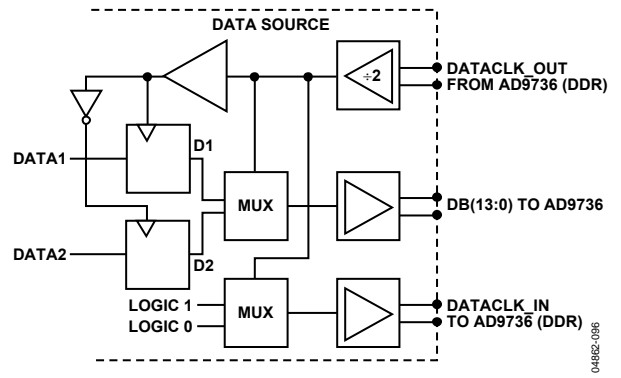 DATA SOURCE
÷2
DATACLK_OUT
FROM AD9736 (DDR)
DATA1
D1
MUX
DB(13:0) TO AD9736
DATA2
D2
LOGIC 1
LOGIC 0
MUX
DATACLK_IN
TO AD9736 (DDR)
04862-096